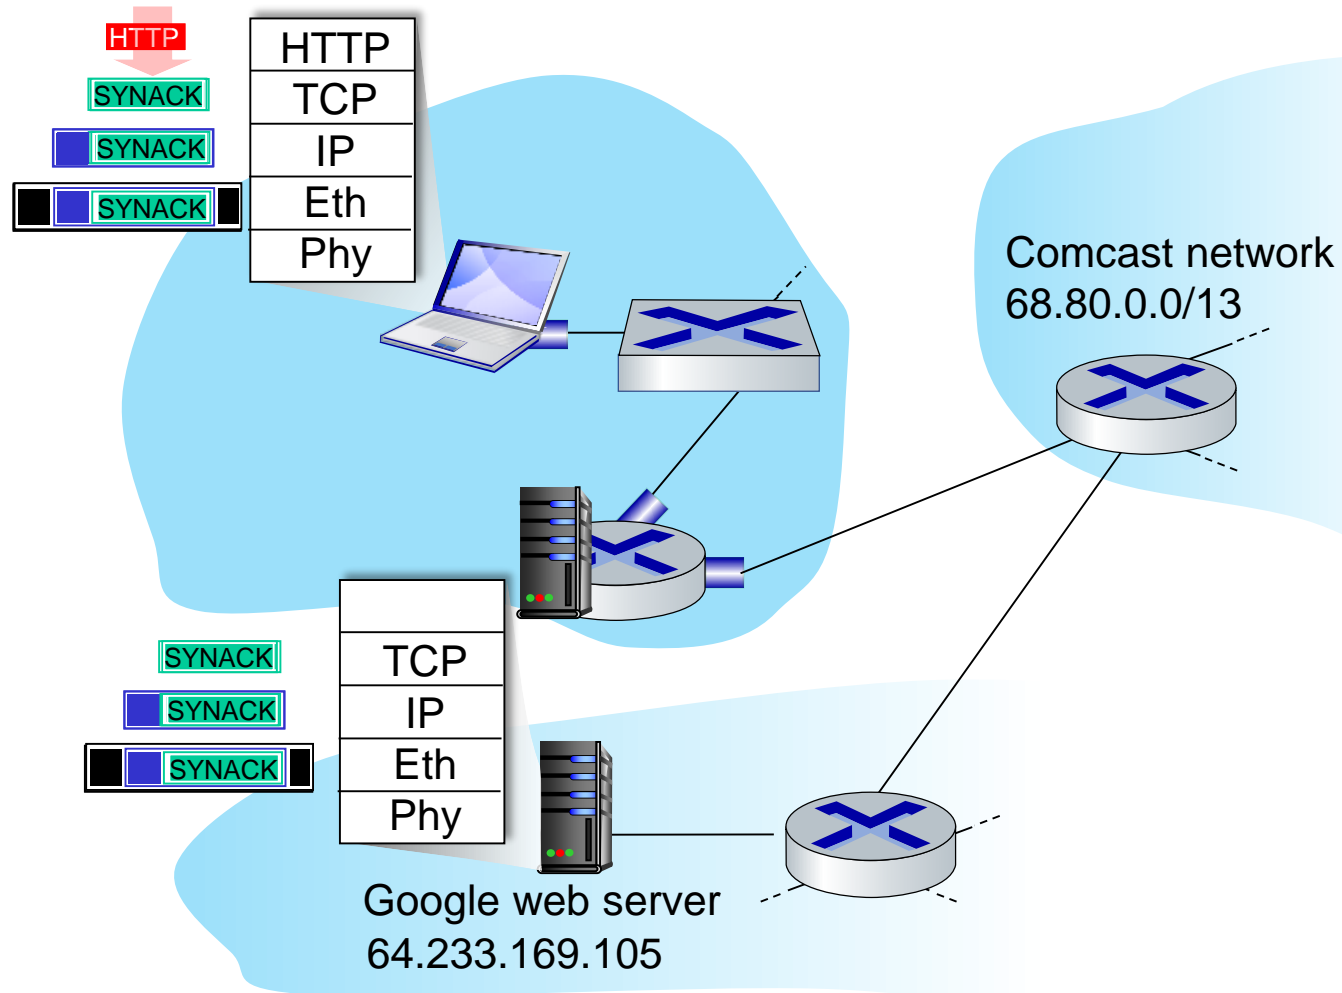 HTTP
SYNACK
SYNACK
SYNACK
HTTP
TCP
IP
Eth
Phy
Comcast network
68.80.0.0/13
SYNACK
SYNACK
SYNACK
TCP
IP
Eth
Phy
Google web server
64.233.169.105